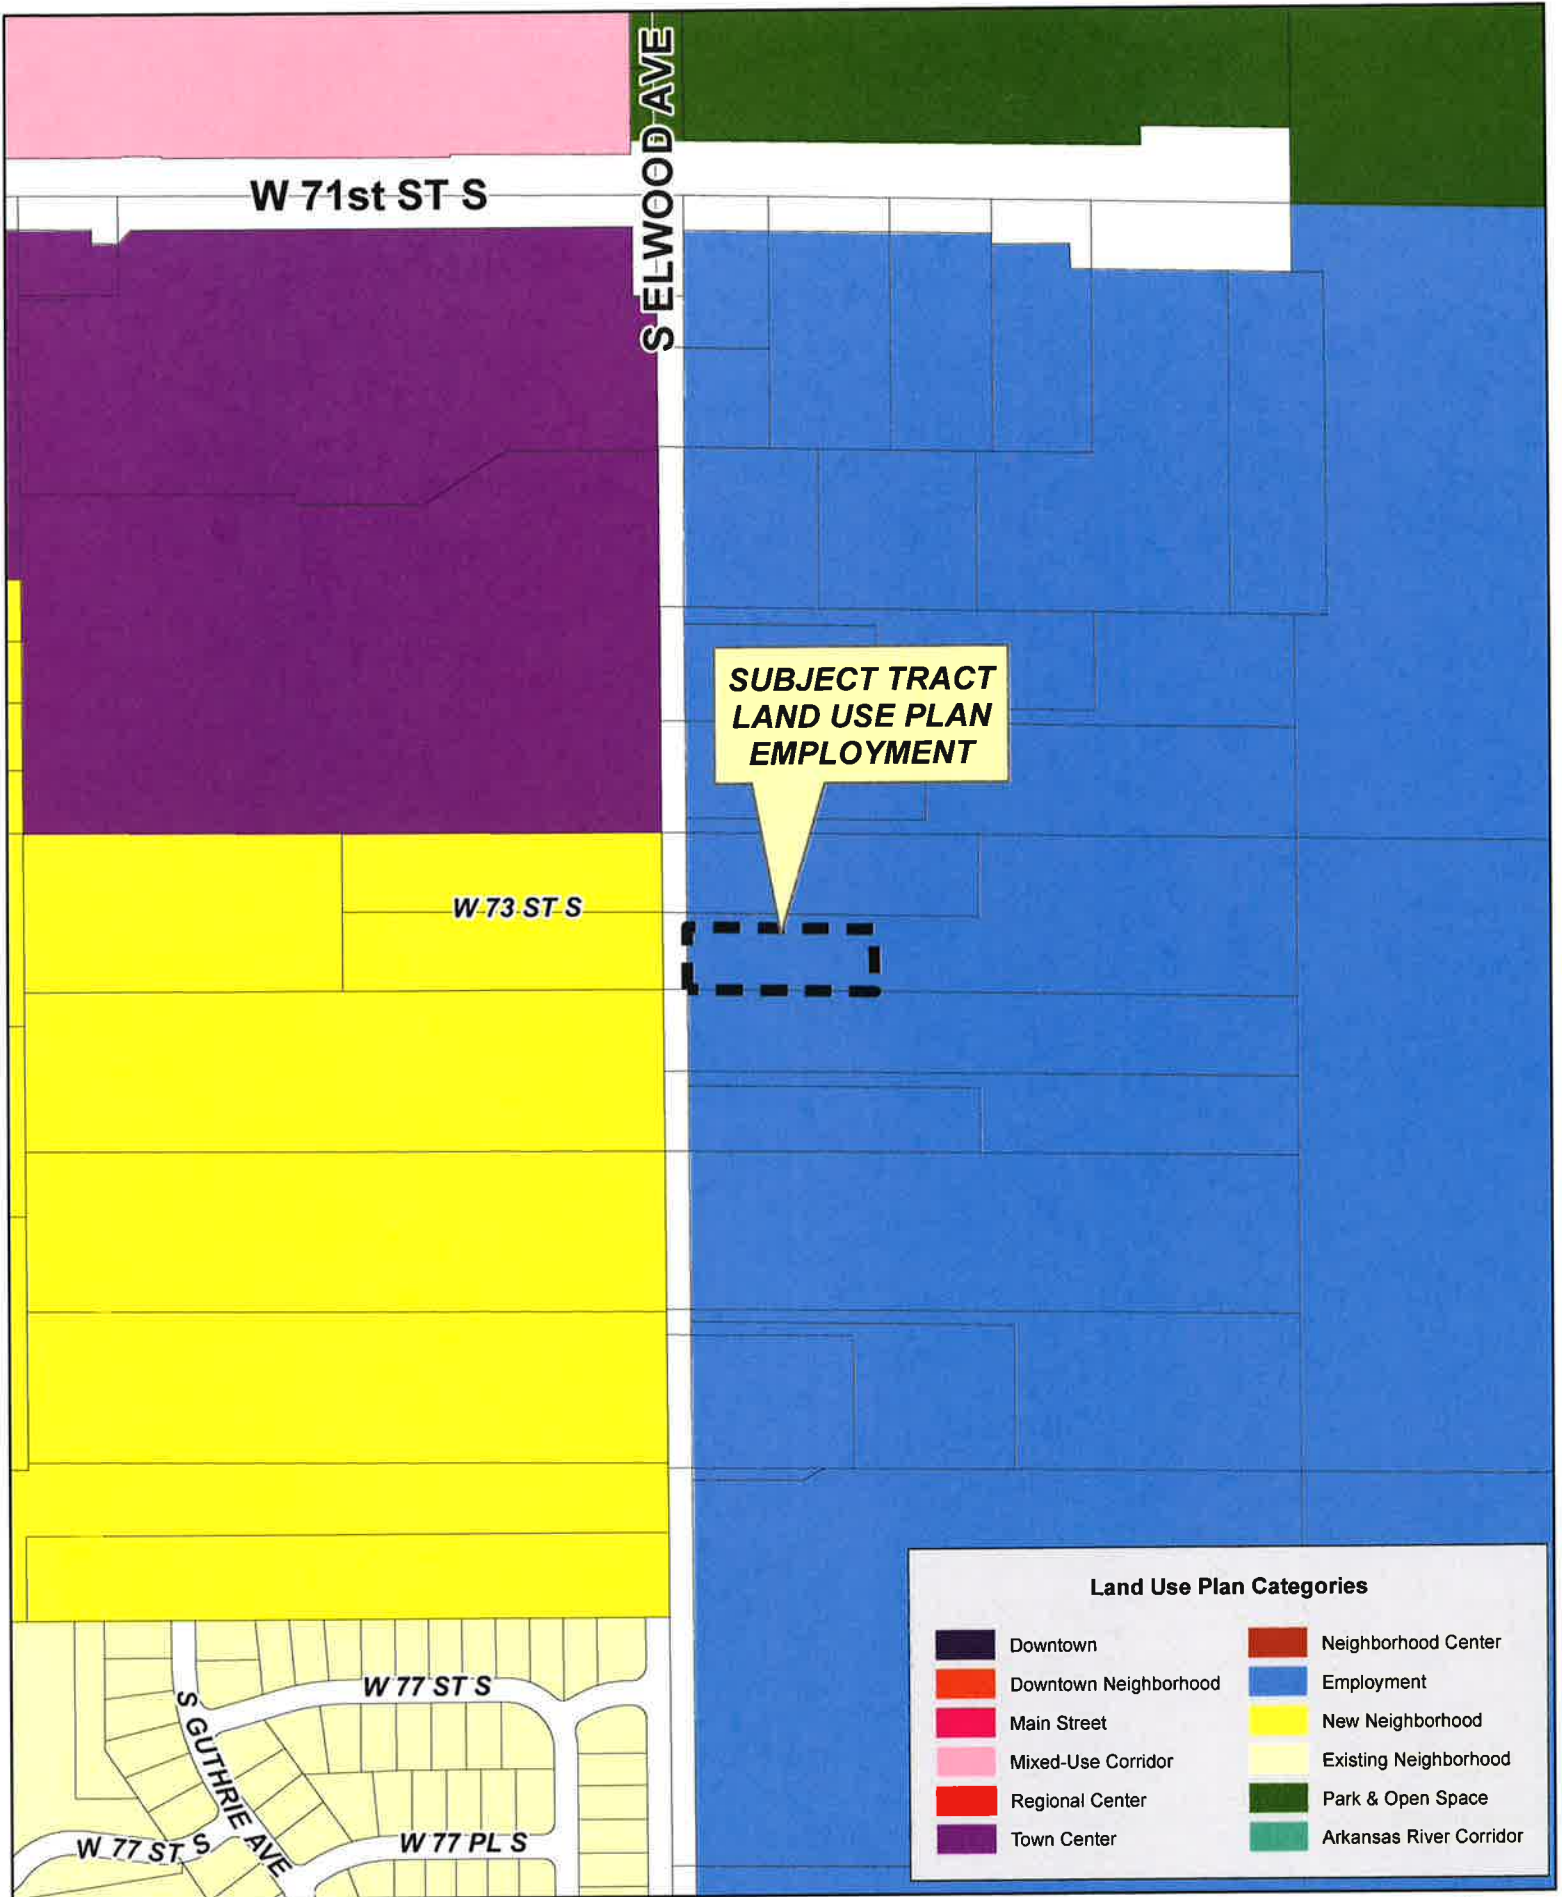 S ELWOOD AVE
W 71st ST S
SUBJECT TRACT
LAND USE PLAN
EMPLOYMENT
W 73 ST S
W 77 ST S
S GUTHRIE AVE
W 77 ST S
W 77 PL S
Land Use Plan Categories
Downtown
Downtown Neighborhood
Main Street
Mixed-Use Corridor
Regional Center
Town Center
Neighborhood Center
Employment
New Neighborhood
Existing Neighborhood
Park & Open Space
Arkansas River Corridor